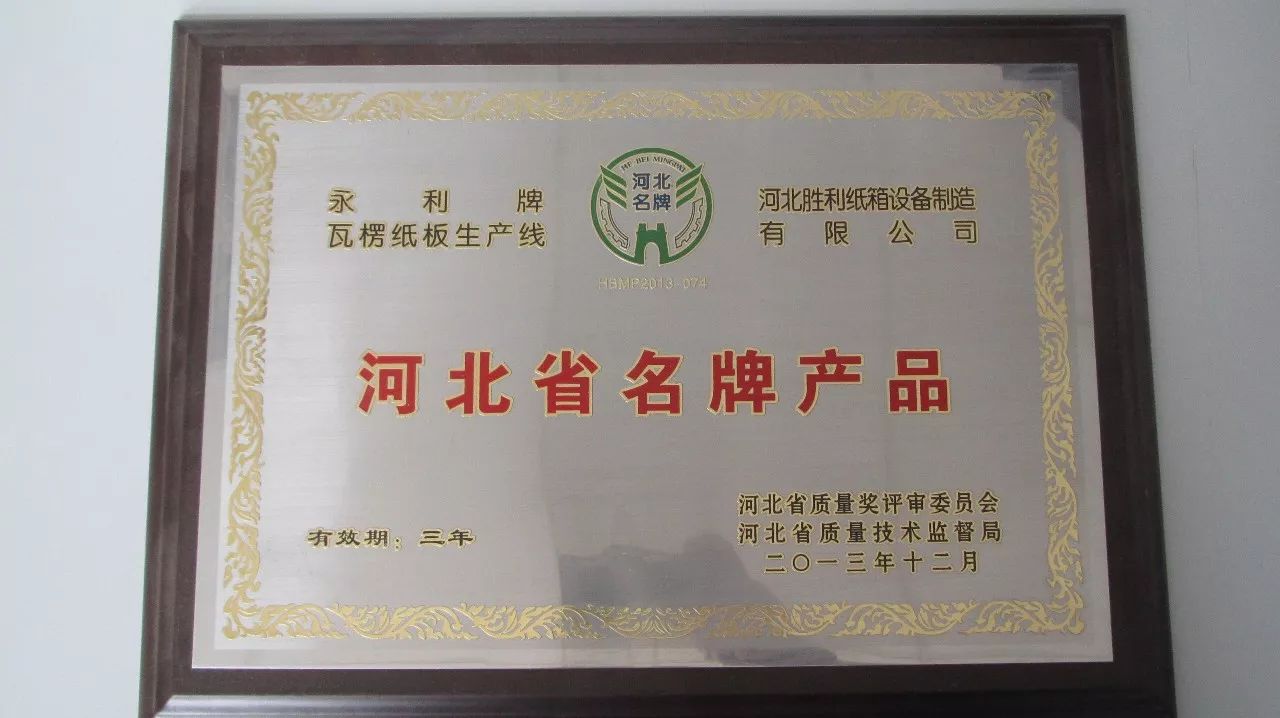 HE BEI MINGPAI
河北
名牌
永利牌
瓦楞纸板生产线
河北胜利纸箱设备制造
有限公司
HBMP2013-074
河北省名牌产品
有效期：三年
河北省质量奖评审委员会
河北省质量技术监督局
二〇一三年十二月